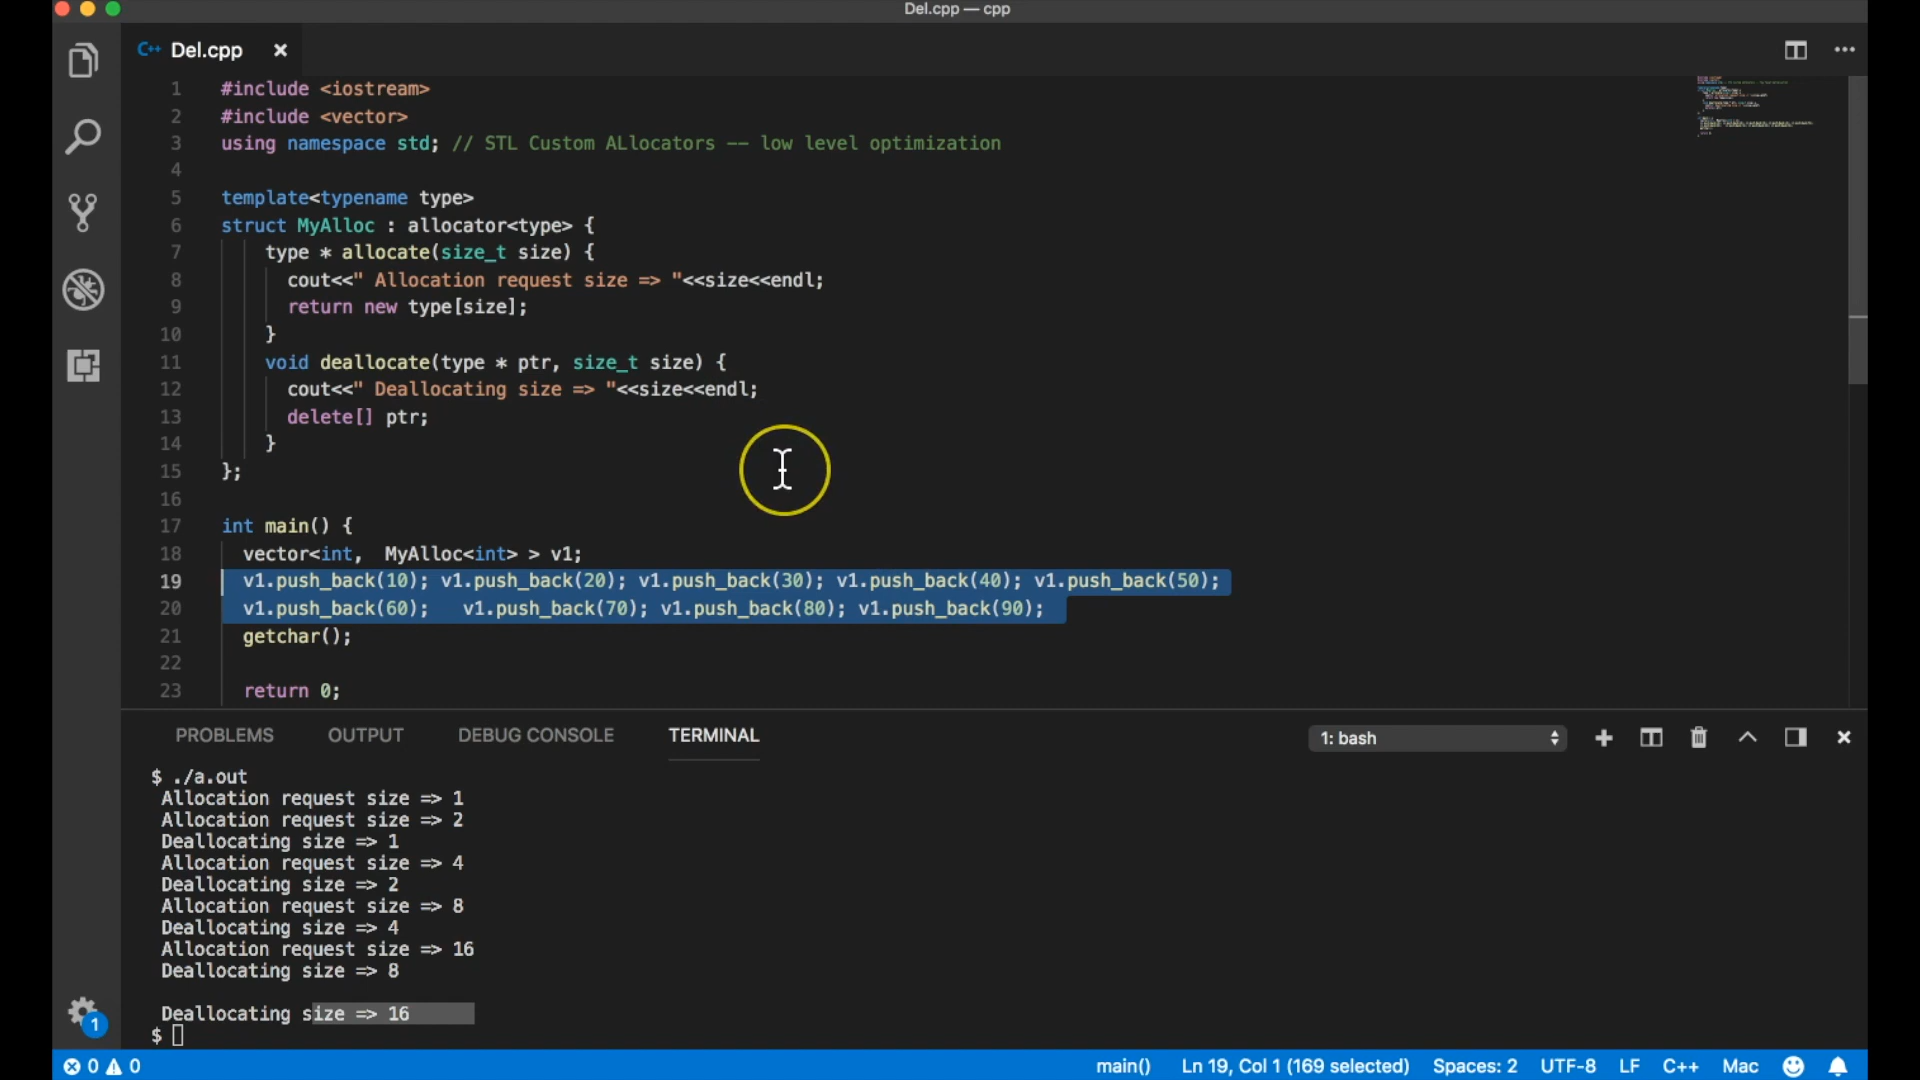 Del.cpp — cpp
C++ Del.cpp ×
1 #include <iostream>
2 #include <vector>
3 using namespace std; // STL Custom ALlocators -- low level optimization
4
5 template<typename type>
6 struct MyAlloc : allocator<type> {
7 type * allocate(size_t size) {
8 cout<<" Allocation request size => "<<size<<endl;
9 return new type[size];
10 }
11 void deallocate(type * ptr, size_t size) {
12 cout<<" Deallocating size => "<<size<<endl;
13 delete[] ptr;
14 }
15 };
16
17 int main() {
18 vector<int, MyAlloc<int> > v1;
19 v1.push_back(10); v1.push_back(20); v1.push_back(30); v1.push_back(40); v1.push_back(50);
20 v1.push_back(60); v1.push_back(70); v1.push_back(80); v1.push_back(90);
21 getchar();
22
23 return 0;
PROBLEMS OUTPUT DEBUG CONSOLE TERMINAL 1: bash
$ ./a.out
Allocation request size => 1
Allocation request size => 2
Deallocating size => 1
Allocation request size => 4
Deallocating size => 2
Allocation request size => 8
Deallocating size => 4
Allocation request size => 16
Deallocating size => 8
Deallocating size => 16
$
1
0 0 main() Ln 19, Col 1 (169 selected) Spaces: 2 UTF-8 LF C++ Mac